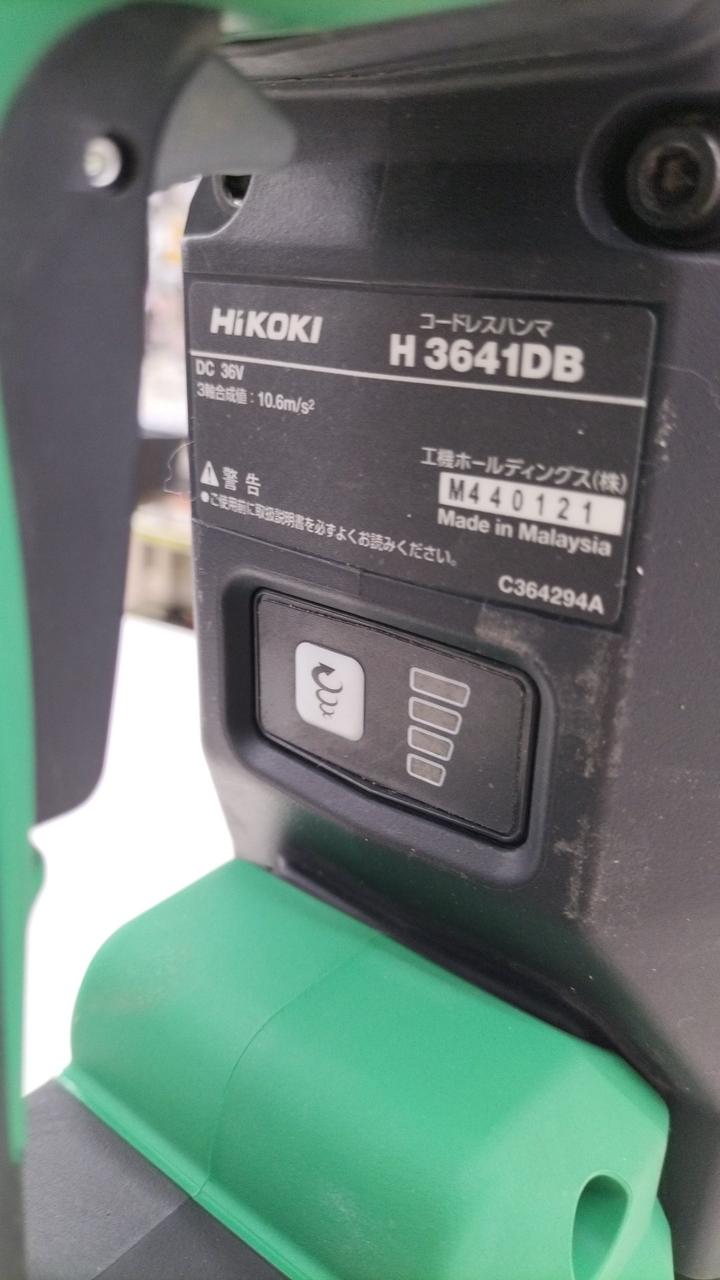 HiKOKI
コードレスハンマ
H 3641DB
DC 36V
3軸合成値：10.6m/s²
工機ホールディングス(株)
M440121
Made in Malaysia
警告
●ご使用前に取扱説明書を必ずよくお読みください。
C364294A